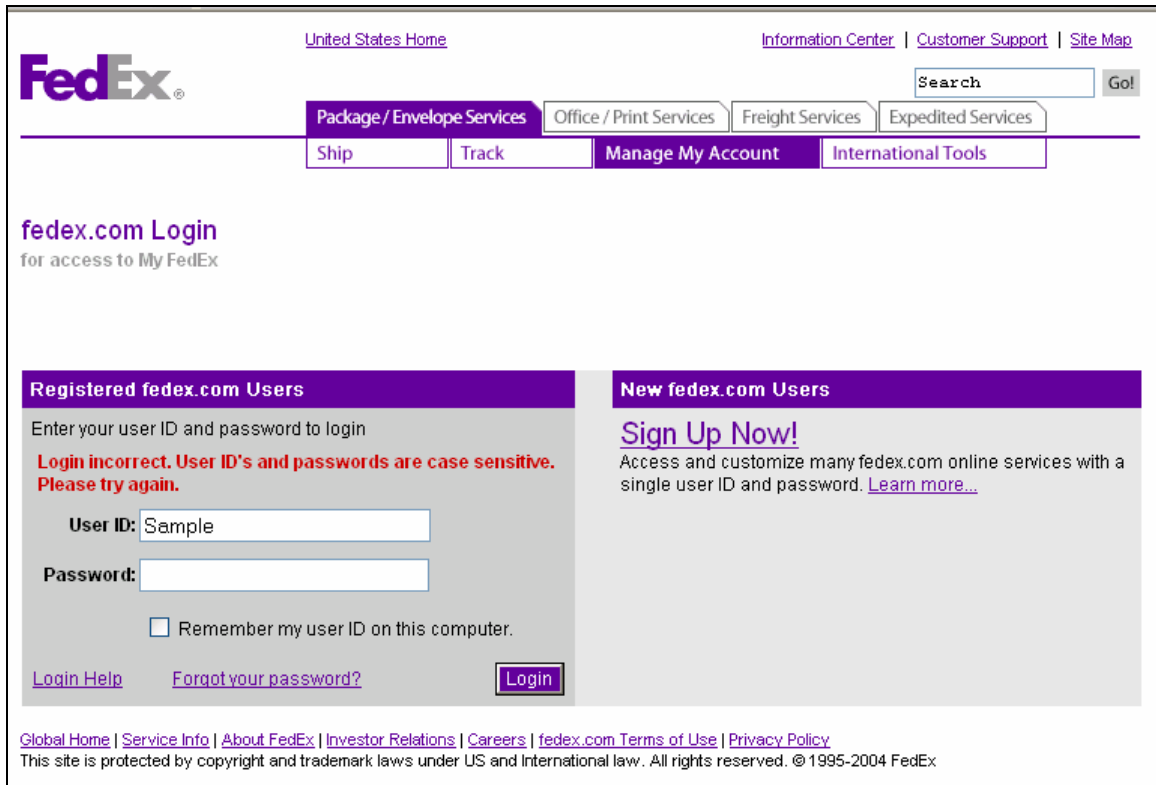 United States Home
Information Center | Customer Support | Site Map
FedEx®
Search Go!
Package / Envelope Services Office / Print Services Freight Services Expedited Services
Ship Track Manage My Account International Tools
fedex.com Login
for access to My FedEx
Registered fedex.com Users
Enter your user ID and password to login
Login incorrect. User ID's and passwords are case sensitive.
Please try again.
User ID: Sample
Password:
Remember my user ID on this computer.
Login Help Forgot your password? Login
New fedex.com Users
Sign Up Now!
Access and customize many fedex.com online services with a
single user ID and password. Learn more...
Global Home | Service Info | About FedEx | Investor Relations | Careers | fedex.com Terms of Use | Privacy Policy
This site is protected by copyright and trademark laws under US and International law. All rights reserved. © 1995-2004 FedEx